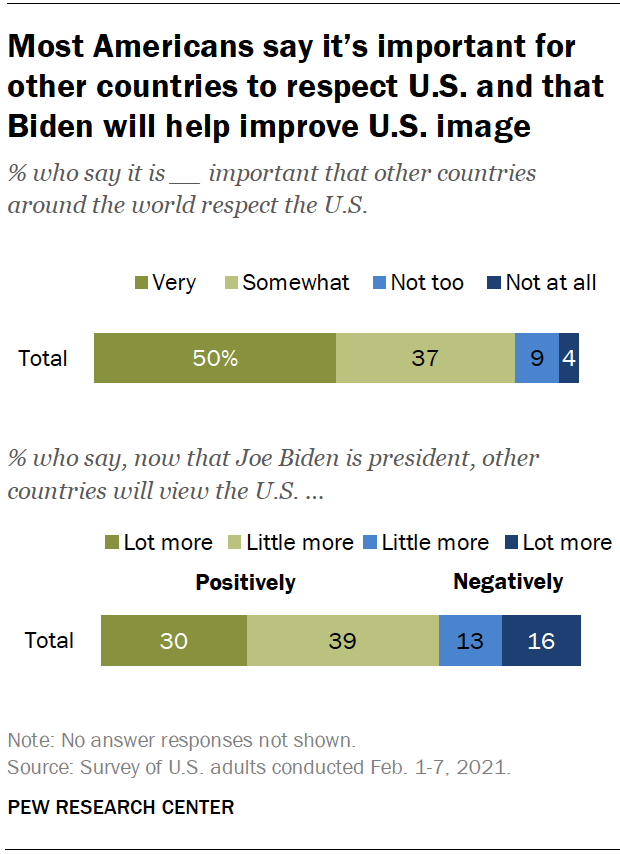 Most Americans say it's important for
other countries to respect U.S. and that
Biden will help improve U.S. image
% who say it is __ important that other countries
around the world respect the U.S.
Very Somewhat Not too Not at all
Total 50% 37 9 4
% who say, now that Joe Biden is president, other
countries will view the U.S. ...
Lot more Little more Little more Lot more
Positively Negatively
Total 30 39 13 16
Note: No answer responses not shown.
Source: Survey of U.S. adults conducted Feb. 1-7, 2021.
PEW RESEARCH CENTER